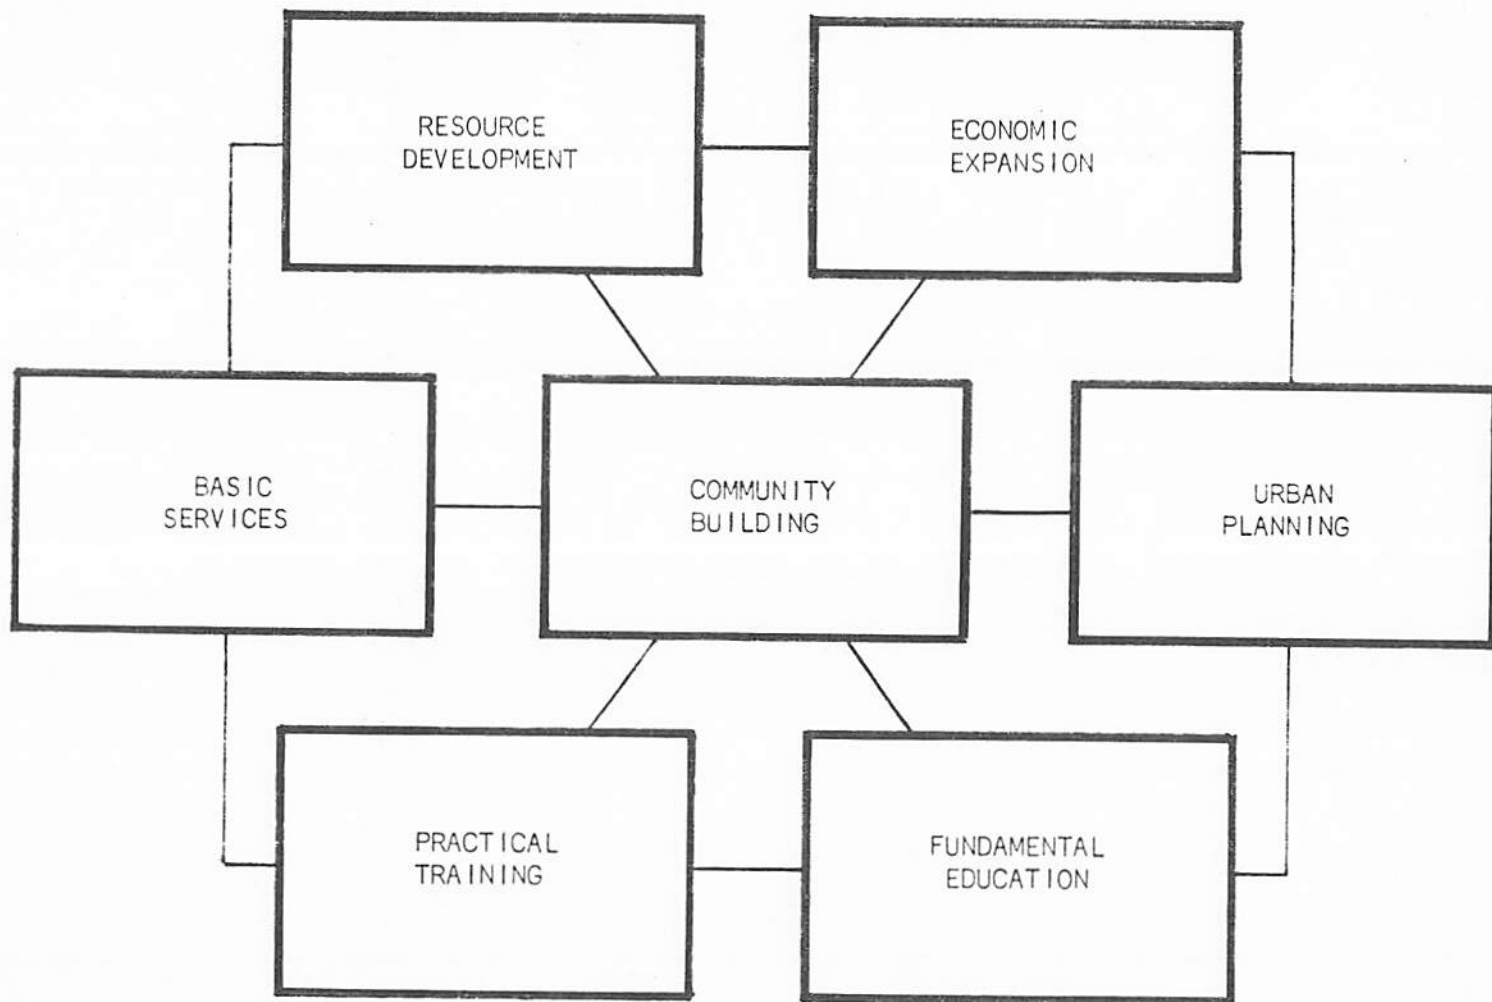 RESOURCE
DEVELOPMENT
ECONOMIC
EXPANSION
BASIC
SERVICES
COMMUNITY
BUILDING
URBAN
PLANNING
PRACTICAL
TRAINING
FUNDAMENTAL
EDUCATION